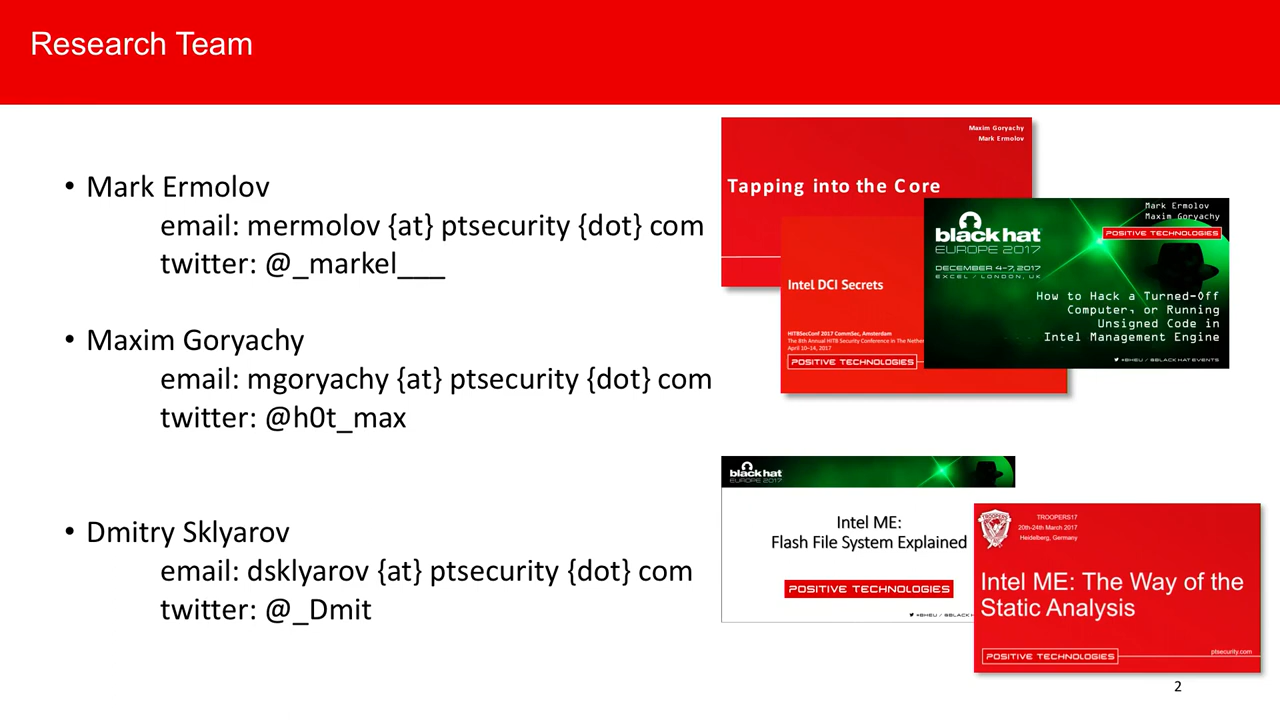 Research Team
• Mark Ermolov
email: mermolov {at} ptsecurity {dot} com
twitter: @_markel___
• Maxim Goryachy
email: mgoryachy {at} ptsecurity {dot} com
twitter: @h0t_max
• Dmitry Sklyarov
email: dsklyarov {at} ptsecurity {dot} com
twitter: @_Dmit
Maxim Goryachy
Mark Ermolov
Tapping into the Core
Intel DCI Secrets
HITBSecConf 2017 CommSec, Amsterdam
The 8th Annual HITB Security Conference in The
April 10-14, 2017
POSITIVE TECHNOLOGIES
Mark Ermolov
Maxim Goryachy
POSITIVE TECHNOLOGIES
black hat
EUROPE 2017
DECEMBER 4-7, 2017
EXCEL / LONDON, UK
How to Hack a Turned-Off
Computer, or Running
Unsigned Code in
Intel Management Engine
#BHEU / @BLACK HAT EVENTS
black hat
EUROPE 2017
Intel ME:
Flash File System Explained
POSITIVE TECHNOLOGIES
#BHEU /
TROOPERS
TROOPERS17
20th-24th March 2017
Heidelberg, Germany
Intel ME: The Way of the
Static Analysis
POSITIVE TECHNOLOGIES
ptsecurity.com
2